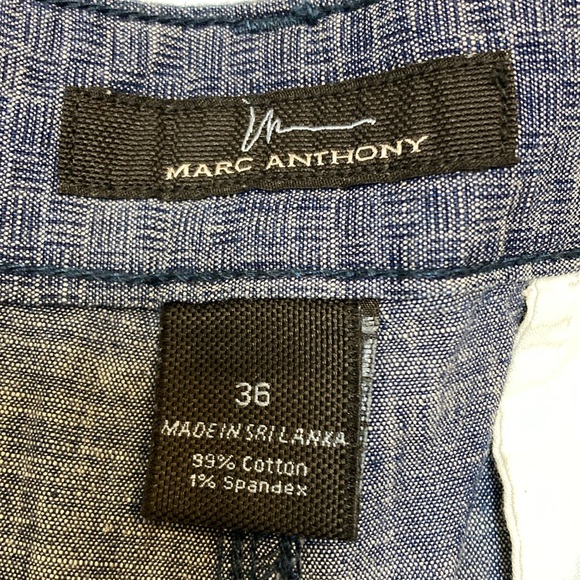 MARC ANTHONY
36
MADE IN SRI LANKA
99% Cotton
1% Spandex